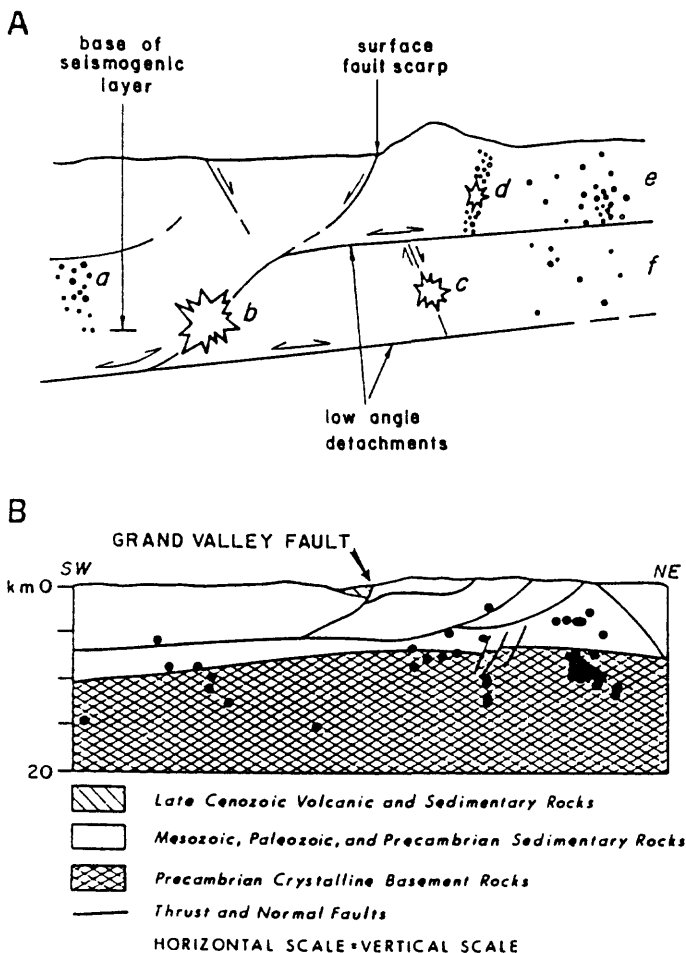 A
base of
seismogenic
layer
surface
fault scarp
a
b
c
d
e
f
low angle
detachments
B
GRAND VALLEY FAULT
SW
NE
km 0
20
Late Cenozoic Volcanic and Sedimentary Rocks
Mesozoic, Paleozoic, and Precambrian Sedimentary Rocks
Precambrian Crystalline Basement Rocks
Thrust and Normal Faults
HORIZONTAL SCALE = VERTICAL SCALE